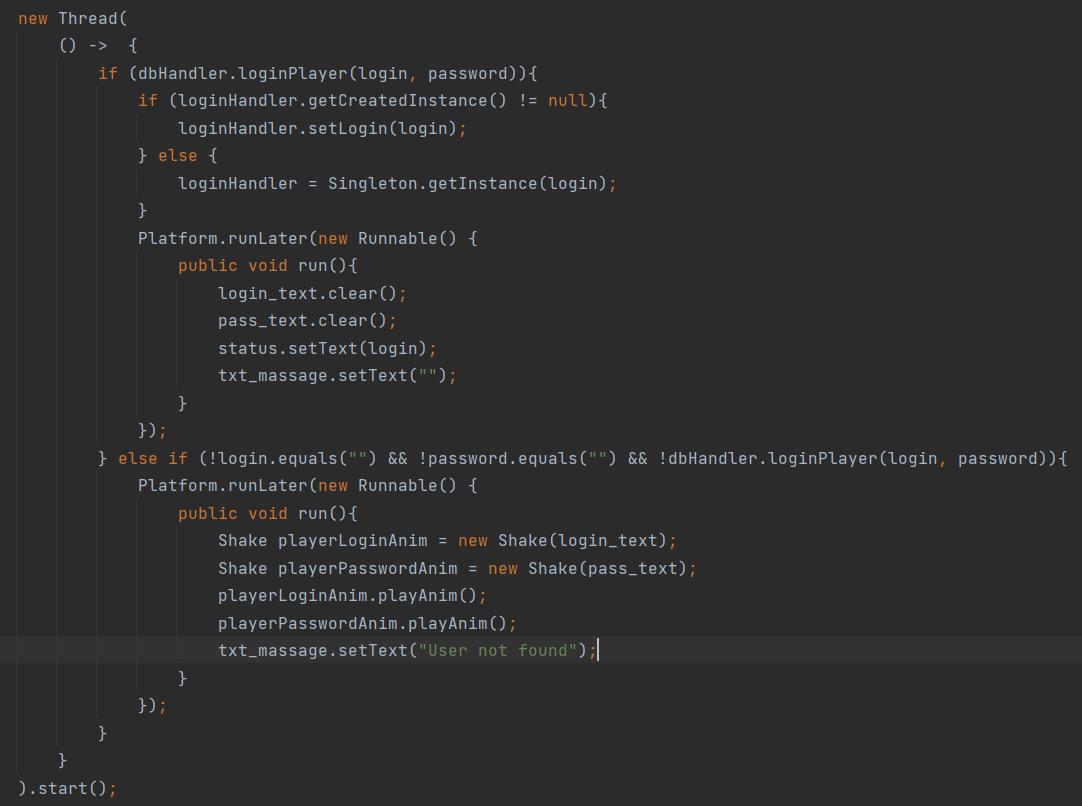 new Thread(
() ->  {
if (dbHandler.loginPlayer(login, password)){
if (loginHandler.getCreatedInstance() != null){
loginHandler.setLogin(login);
} else {
loginHandler = Singleton.getInstance(login);
}
Platform.runLater(new Runnable() {
public void run(){
login_text.clear();
pass_text.clear();
status.setText(login);
txt_massage.setText("");
}
});
} else if (!login.equals("") && !password.equals("") && !dbHandler.loginPlayer(login, password)){
Platform.runLater(new Runnable() {
public void run(){
Shake playerLoginAnim = new Shake(login_text);
Shake playerPasswordAnim = new Shake(pass_text);
playerLoginAnim.playAnim();
playerPasswordAnim.playAnim();
txt_massage.setText("User not found");
}
});
}
}
).start();